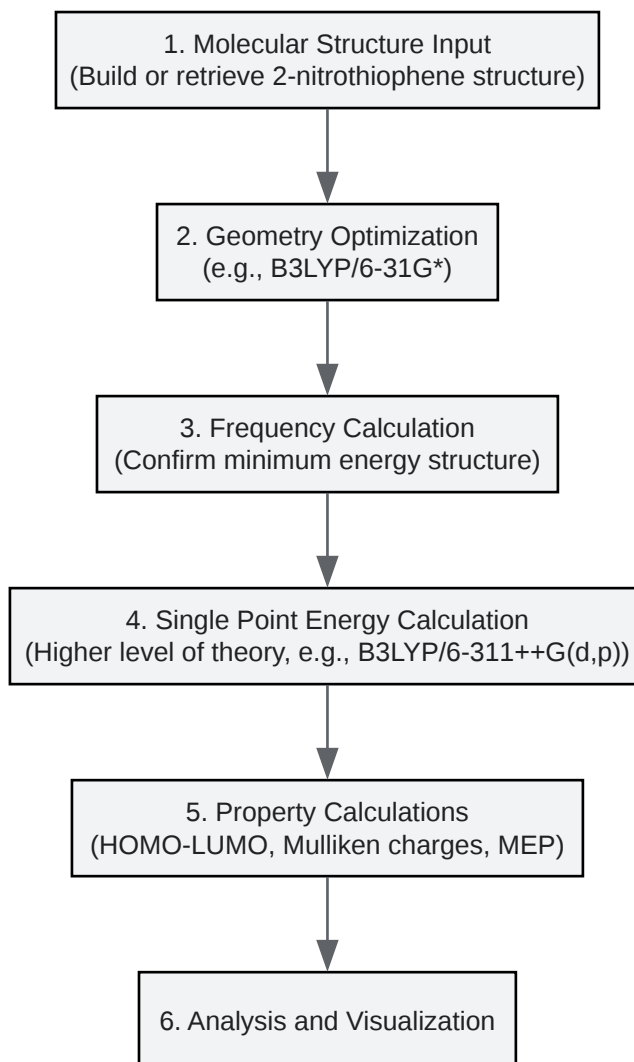 1. Molecular Structure Input
(Build or retrieve 2-nitrothiophene structure)
2. Geometry Optimization
(e.g., B3LYP/6-31G*)
3. Frequency Calculation
(Confirm minimum energy structure)
4. Single Point Energy Calculation
(Higher level of theory, e.g., B3LYP/6-311++G(d,p))
5. Property Calculations
(HOMO-LUMO, Mulliken charges, MEP)
6. Analysis and Visualization